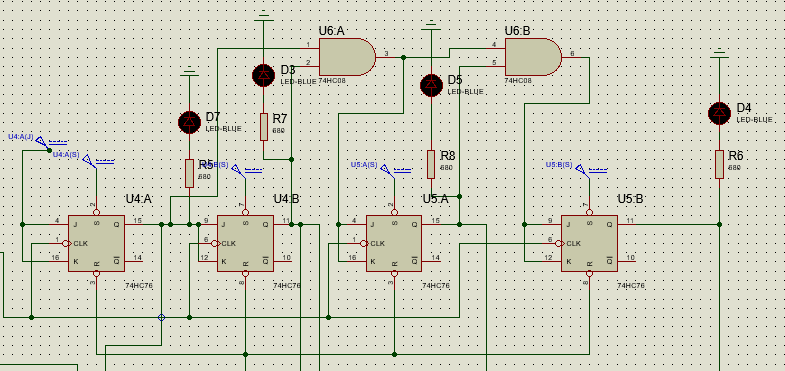 U6:A
U6:B
1
2
3
74HC08
4
5
6
74HC08
D3
LED-BLUE
D5
LED-BLUE
D7
LED-BLUE
D4
LED-BLUE
R7
680
R5
680
R8
680
R6
680
U4:A(J)
U4:A(S)
B(S)
U5:A(S)
U5:B(S)
U4:A
U4:B
U5:A
U5:B
2
4 J S Q 15
1 CLK
16 K R Q 14
3
74HC76
7
9 J S Q 11
6 CLK
12 K R Q 10
8
74HC76
2
4 J S Q 15
1 CLK
16 K R Q 14
3
74HC76
7
9 J S Q 11
6 CLK
12 K R Q 10
8
74HC76